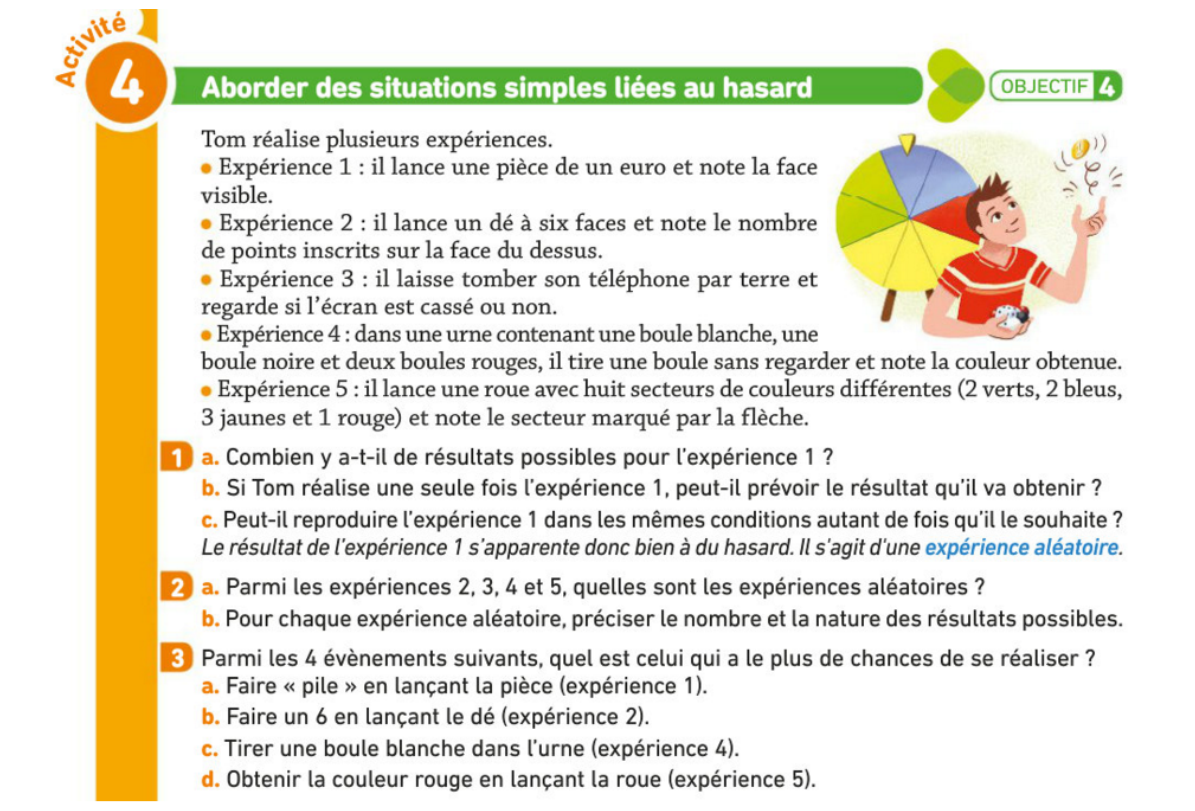 Activité
4
Aborder des situations simples liées au hasard
OBJECTIF 4
Tom réalise plusieurs expériences.
• Expérience 1 : il lance une pièce de un euro et note la face
visible.
• Expérience 2 : il lance un dé à six faces et note le nombre
de points inscrits sur la face du dessus.
• Expérience 3 : il laisse tomber son téléphone par terre et
regarde si l’écran est cassé ou non.
• Expérience 4 : dans une urne contenant une boule blanche, une
boule noire et deux boules rouges, il tire une boule sans regarder et note la couleur obtenue.
• Expérience 5 : il lance une roue avec huit secteurs de couleurs différentes (2 verts, 2 bleus,
3 jaunes et 1 rouge) et note le secteur marqué par la flèche.
1 a. Combien y a-t-il de résultats possibles pour l’expérience 1 ?
b. Si Tom réalise une seule fois l’expérience 1, peut-il prévoir le résultat qu’il va obtenir ?
c. Peut-il reproduire l’expérience 1 dans les mêmes conditions autant de fois qu’il le souhaite ?
Le résultat de l’expérience 1 s’apparente donc bien à du hasard. Il s’agit d’une expérience aléatoire.
2 a. Parmi les expériences 2, 3, 4 et 5, quelles sont les expériences aléatoires ?
b. Pour chaque expérience aléatoire, préciser le nombre et la nature des résultats possibles.
3 Parmi les 4 évènements suivants, quel est celui qui a le plus de chances de se réaliser ?
a. Faire « pile » en lançant la pièce (expérience 1).
b. Faire un 6 en lançant le dé (expérience 2).
c. Tirer une boule blanche dans l’urne (expérience 4).
d. Obtenir la couleur rouge en lançant la roue (expérience 5).